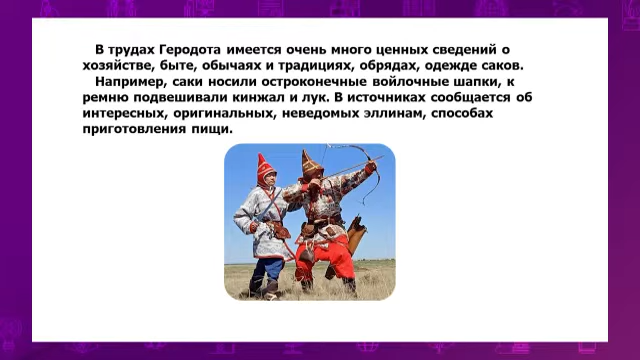 В трудах Геродота имеется очень много ценных сведений о
хозяйстве, быте, обычаях и традициях, обрядах, одежде саков.
Например, саки носили остроконечные войлочные шапки, к
ремню подвешивали кинжал и лук. В источниках сообщается об
интересных, оригинальных, неведомых эллинам, способах
приготовления пищи.